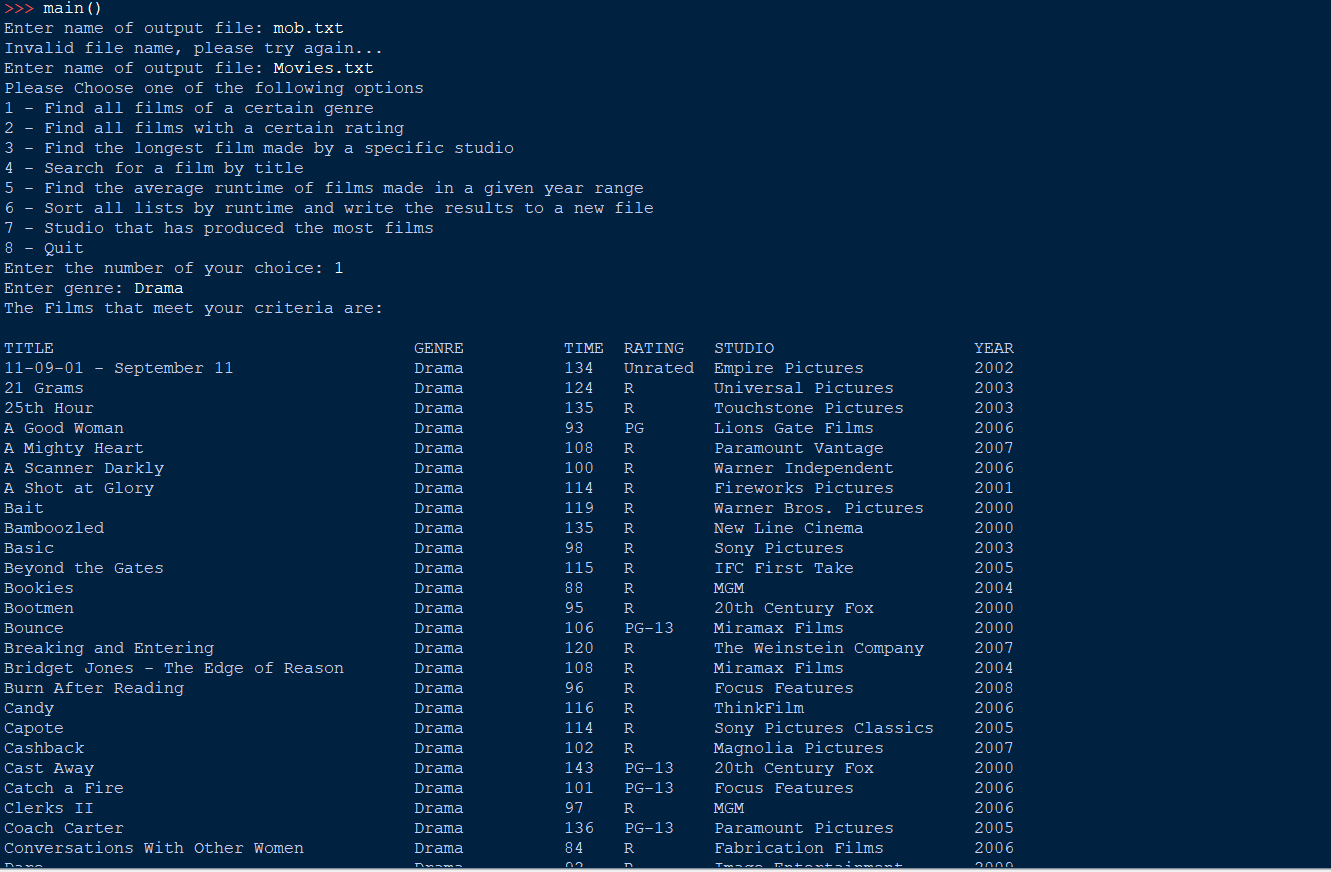 >>> main()
Enter name of output file: mob.txt
Invalid file name, please try again...
Enter name of output file: Movies.txt
Please Choose one of the following options
1 - Find all films of a certain genre
2 - Find all films with a certain rating
3 - Find the longest film made by a specific studio
4 - Search for a film by title
5 - Find the average runtime of films made in a given year range
6 - Sort all lists by runtime and write the results to a new file
7 - Studio that has produced the most films
8 - Quit
Enter the number of your choice: 1
Enter genre: Drama
The Films that meet your criteria are:
TITLE GENRE TIME RATING STUDIO YEAR
11-09-01 - September 11 Drama 134 Unrated Empire Pictures 2002
21 Grams Drama 124 R Universal Pictures 2003
25th Hour Drama 135 R Touchstone Pictures 2003
A Good Woman Drama 93 PG Lions Gate Films 2006
A Mighty Heart Drama 108 R Paramount Vantage 2007
A Scanner Darkly Drama 100 R Warner Independent 2006
A Shot at Glory Drama 114 R Fireworks Pictures 2001
Bait Drama 119 R Warner Bros. Pictures 2000
Bamboozled Drama 135 R New Line Cinema 2000
Basic Drama 98 R Sony Pictures 2003
Beyond the Gates Drama 115 R IFC First Take 2005
Bookies Drama 88 R MGM 2004
Bootmen Drama 95 R 20th Century Fox 2000
Bounce Drama 106 PG-13 Miramax Films 2000
Breaking and Entering Drama 120 R The Weinstein Company 2007
Bridget Jones - The Edge of Reason Drama 108 R Miramax Films 2004
Burn After Reading Drama 96 R Focus Features 2008
Candy Drama 116 R ThinkFilm 2006
Capote Drama 114 R Sony Pictures Classics 2005
Cashback Drama 102 R Magnolia Pictures 2007
Cast Away Drama 143 PG-13 20th Century Fox 2000
Catch a Fire Drama 101 PG-13 Focus Features 2006
Clerks II Drama 97 R MGM 2006
Coach Carter Drama 136 PG-13 Paramount Pictures 2005
Conversations With Other Women Drama 84 R Fabrication Films 2006
Drama Image Entertainment